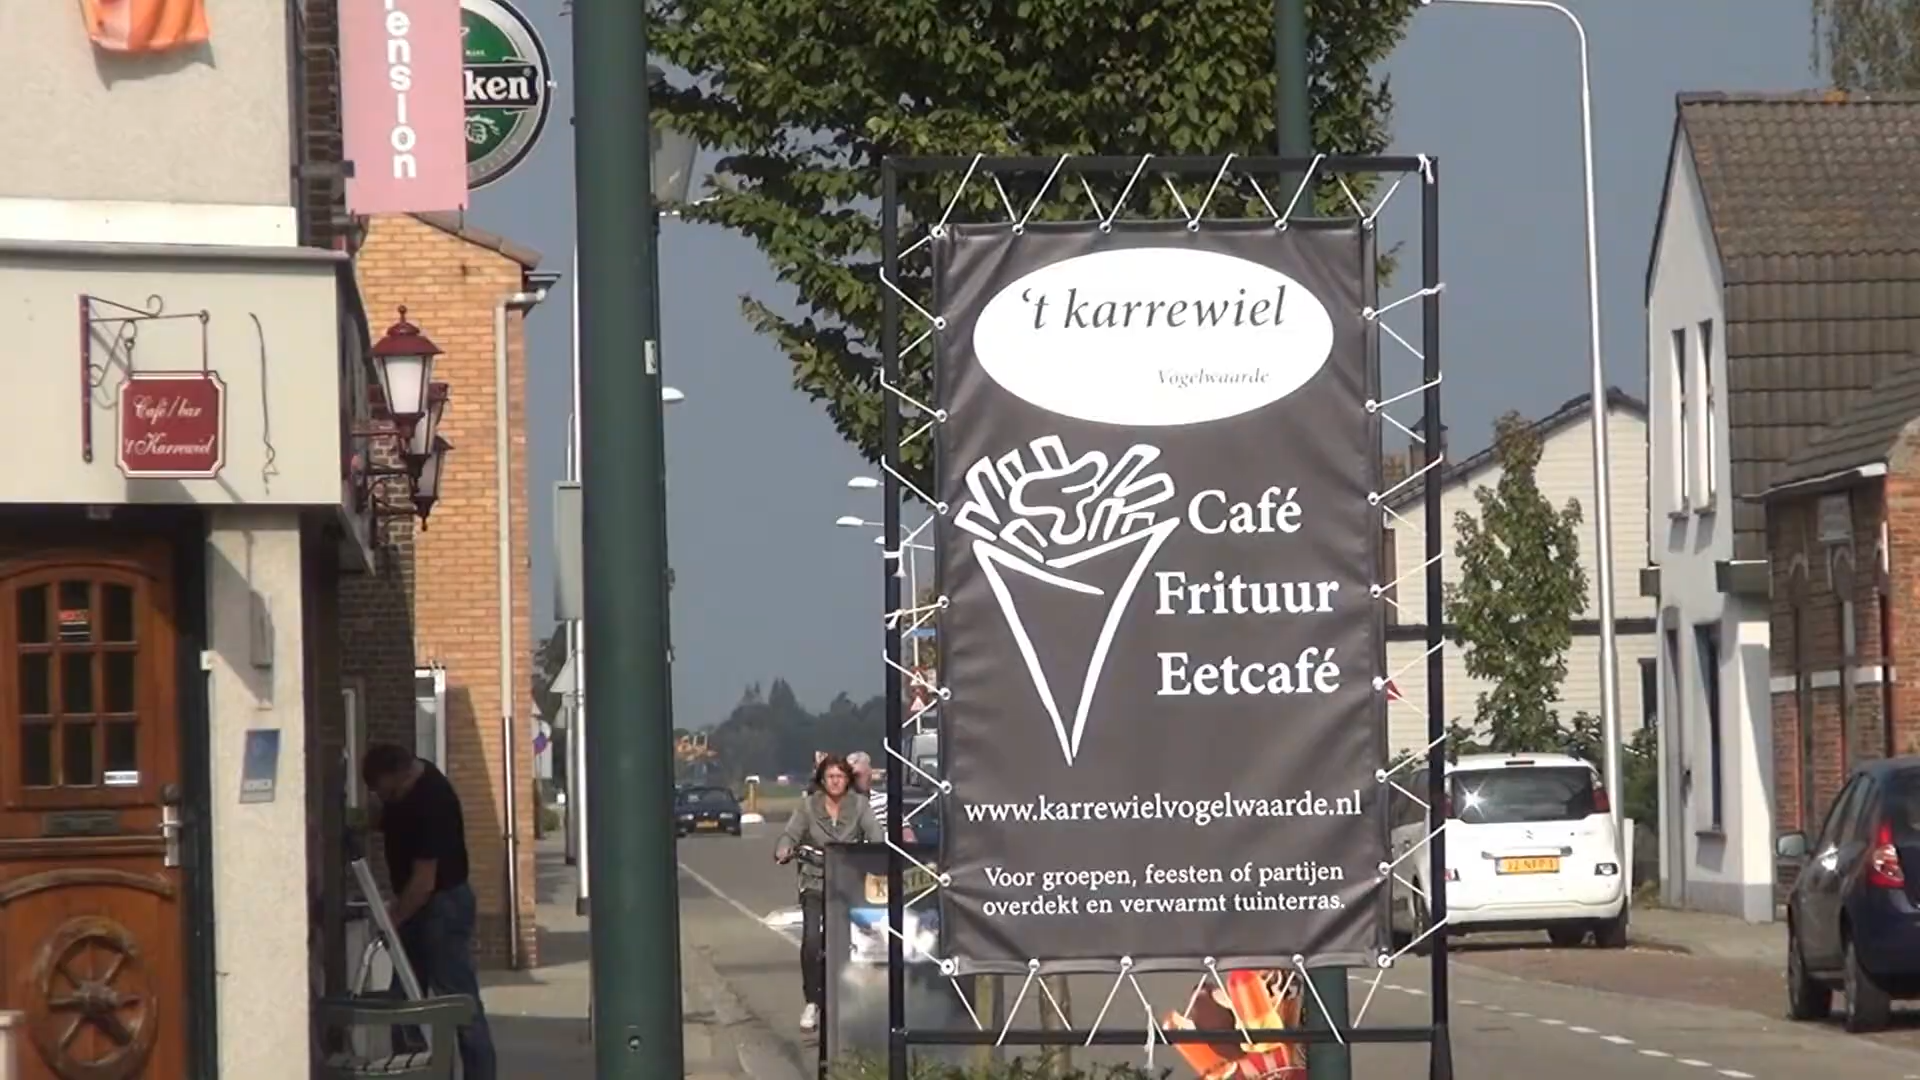 ension
ken
Café / bar
't Karrewiel
't karrewiel
Vogelwaarde
Café
Frituur
Eetcafé
www.karrewielvogelwaarde.nl
Voor groepen, feesten of partijen
overdekt en verwarmt tuinterras.